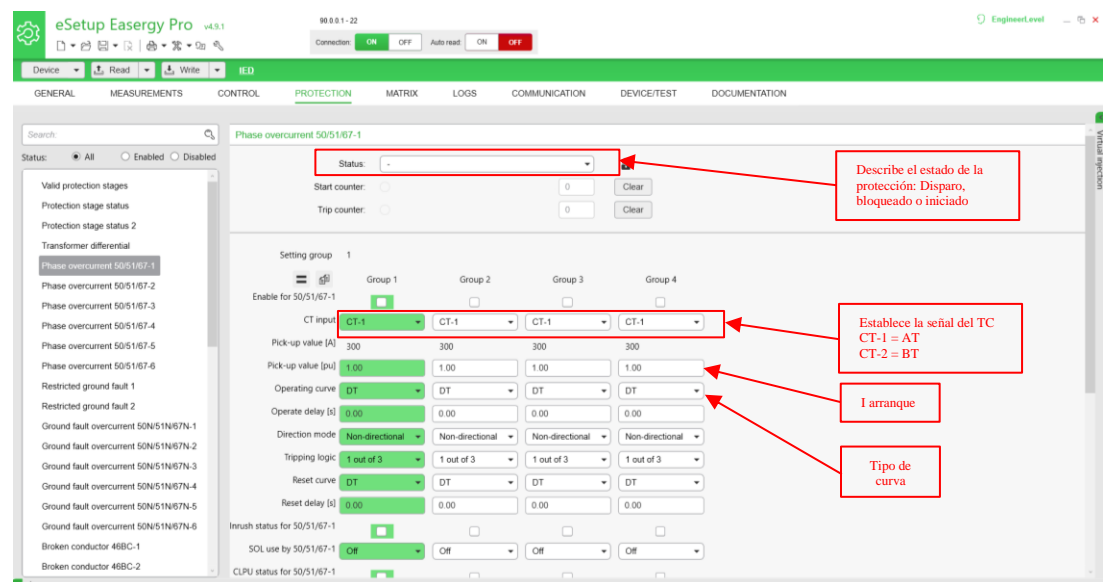 eSetup Easergy Pro v4.9.1
90.0.0.1 - 22
Connection: ON OFF Auto read: ON OFF
EngineerLevel
Device Read Write IED
GENERAL MEASUREMENTS CONTROL PROTECTION MATRIX LOGS COMMUNICATION DEVICE/TEST DOCUMENTATION
Search:
Status: All Enabled Disabled
Valid protection stages
Protection stage status
Protection stage status 2
Transformer differential
Phase overcurrent 50/51/67-1
Phase overcurrent 50/51/67-2
Phase overcurrent 50/51/67-3
Phase overcurrent 50/51/67-4
Phase overcurrent 50/51/67-5
Phase overcurrent 50/51/67-6
Restricted ground fault 1
Restricted ground fault 2
Ground fault overcurrent 50N/51N/67N-1
Ground fault overcurrent 50N/51N/67N-2
Ground fault overcurrent 50N/51N/67N-3
Ground fault overcurrent 50N/51N/67N-4
Ground fault overcurrent 50N/51N/67N-5
Ground fault overcurrent 50N/51N/67N-6
Broken conductor 46BC-1
Broken conductor 46BC-2
Phase overcurrent 50/51/67-1
Status: -
Start counter: 0 Clear
Trip counter: 0 Clear
Setting group 1
Group 1 Group 2 Group 3 Group 4
Enable for 50/51/67-1
CT input CT-1 CT-1 CT-1 CT-1
Pick-up value [A] 300 300 300 300
Pick-up value [pu] 1.00 1.00 1.00 1.00
Operating curve DT DT DT DT
Operate delay [s] 0.00 0.00 0.00 0.00
Direction mode Non-directional Non-directional Non-directional Non-directional
Tripping logic 1 out of 3 1 out of 3 1 out of 3 1 out of 3
Reset curve DT DT DT DT
Reset delay [s] 0.00 0.00 0.00 0.00
Inrush status for 50/51/67-1
SOL use by 50/51/67-1 Off Off Off Off
CLPU status for 50/51/67-1
Describe el estado de la
protección: Disparo,
bloqueado o iniciado
Establece la señal del TC
CT-1 = AT
CT-2 = BT
I arranque
Tipo de
curva
Virtual injection